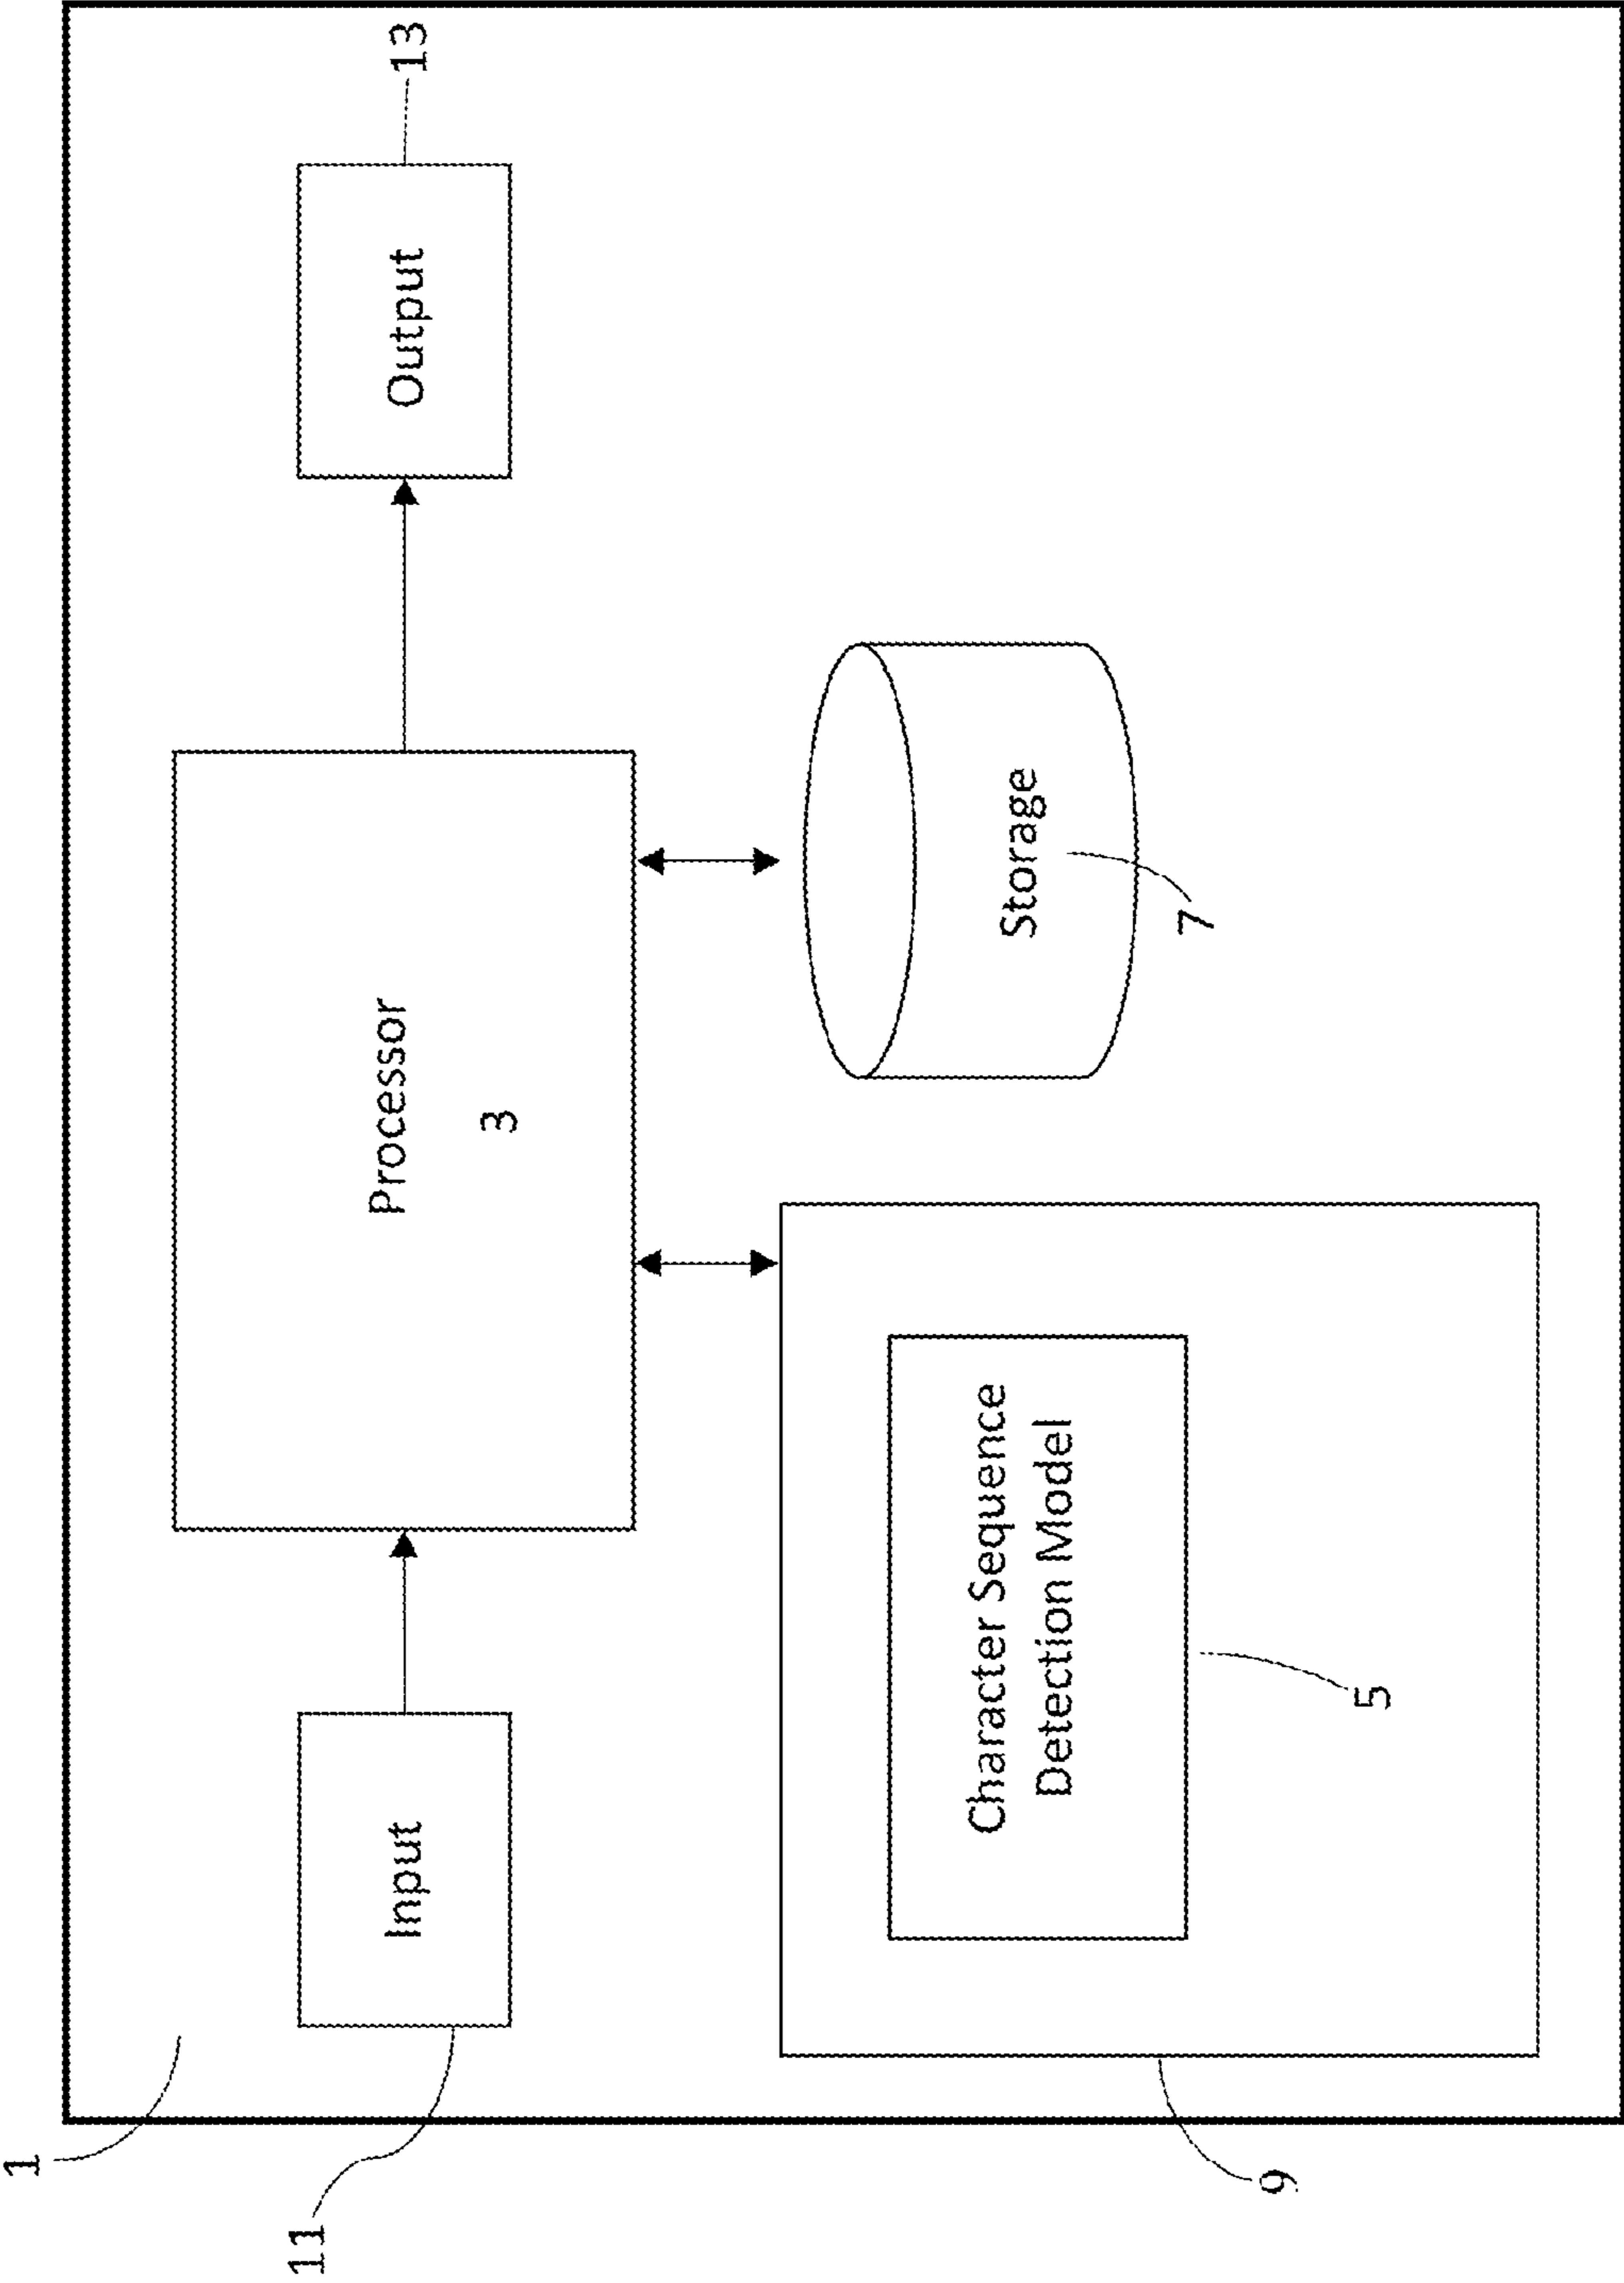 1
11
Input
Processor
3
Output
13
Character Sequence
Detection Model
5
Storage
7
9